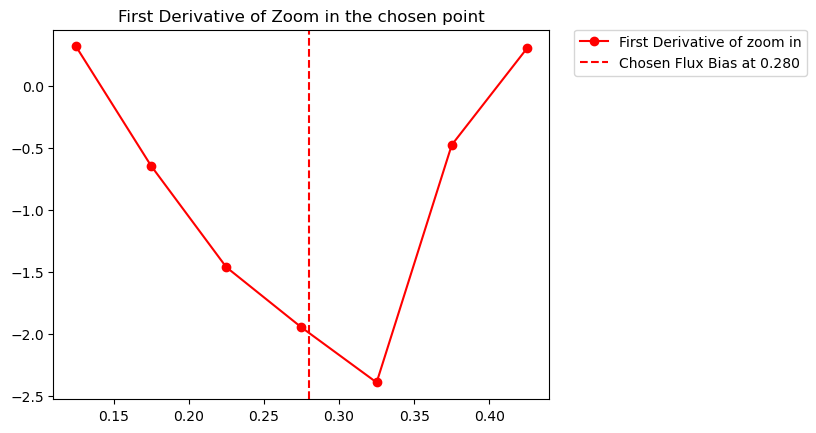 First Derivative of Zoom in the chosen point
First Derivative of zoom in
Chosen Flux Bias at 0.280
0.0
−0.5
−1.0
−1.5
−2.0
−2.5
0.15 0.20 0.25 0.30 0.35 0.40